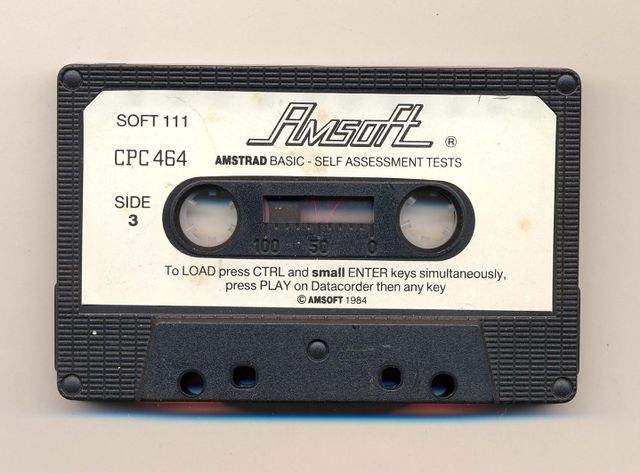 SOFT 111
Amsoft ®
CPC 464
AMSTRAD BASIC - SELF ASSESSMENT TESTS
SIDE
3
100 50 0
To LOAD press CTRL and small ENTER keys simultaneously,
press PLAY on Datacorder then any key
© AMSOFT 1984